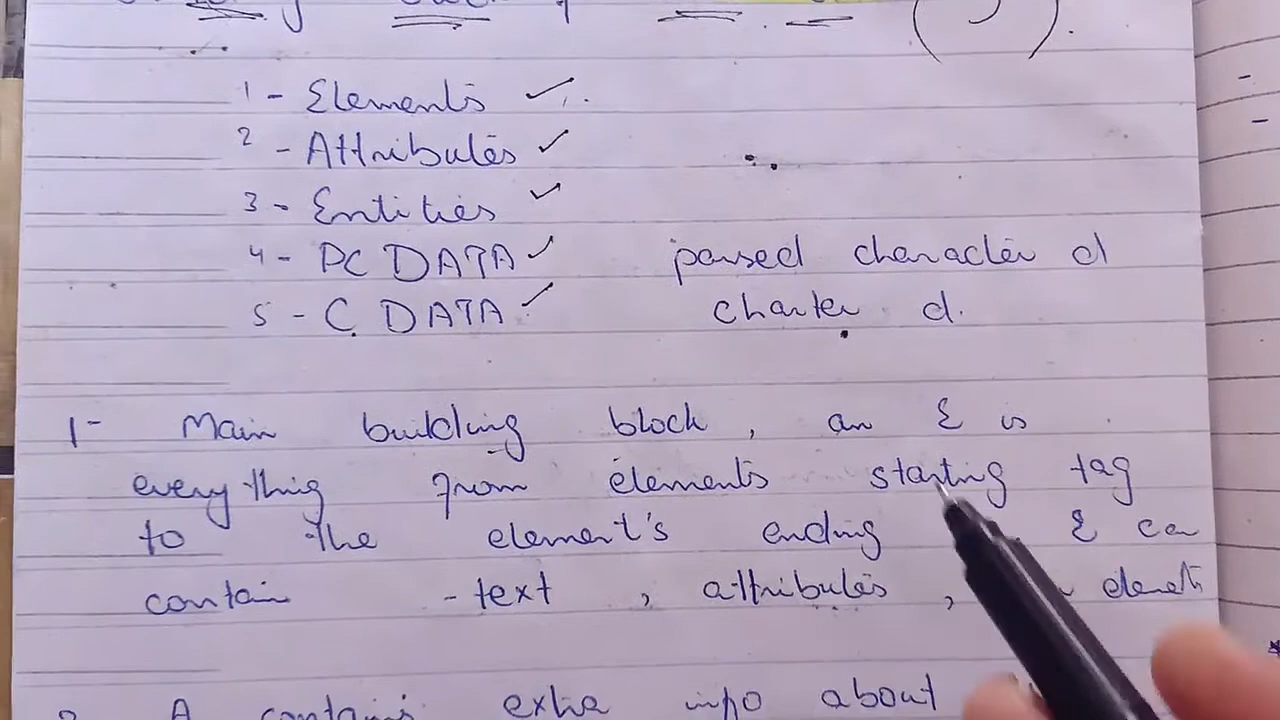 1 - Elements ✓
2 - Attributes ✓
3 - Entities ✓
4 - PC DATA ✓ parsed character d
5 - C DATA ✓ charter d.
1 - Main building block, an E is
everything from elements starting tag
to the element's ending E can
contain - text, attributes,
A contains extra info about